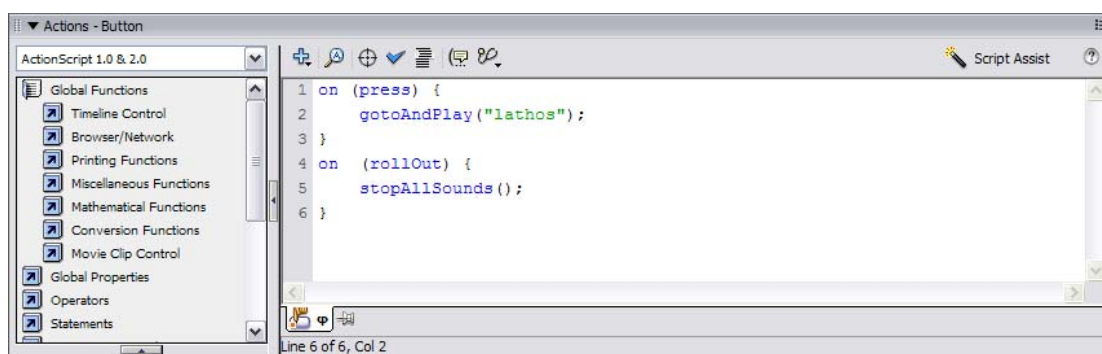 Actions - Button
ActionScript 1.0 & 2.0
Script Assist
Global Functions
Timeline Control
Browser/Network
Printing Functions
Miscellaneous Functions
Mathematical Functions
Conversion Functions
Movie Clip Control
Global Properties
Operators
Statements
1 on (press) {
2 gotoAndPlay("lathos");
3 }
4 on (rollOut) {
5 stopAllSounds();
6 }
φ
Line 6 of 6, Col 2